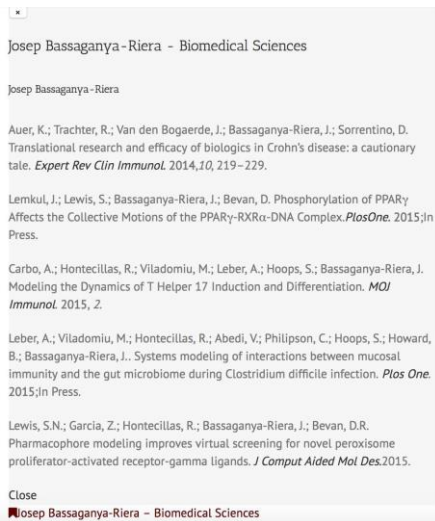 ×
Josep Bassaganya-Riera - Biomedical Sciences
Josep Bassaganya-Riera
Auer, K.; Trachter, R.; Van den Bogaerde, J.; Bassaganya-Riera, J.; Sorrentino, D.
Translational research and efficacy of biologics in Crohn's disease: a cautionary
tale. Expert Rev Clin Immunol. 2014,10, 219–229.
Lemkul, J.; Lewis, S.; Bassaganya-Riera, J.; Bevan, D. Phosphorylation of PPARγ
Affects the Collective Motions of the PPARγ-RXRα-DNA Complex.PlosOne. 2015;In
Press.
Carbo, A.; Hontecillas, R.; Viladomiu, M.; Leber, A.; Hoops, S.; Bassaganya-Riera, J.
Modeling the Dynamics of T Helper 17 Induction and Differentiation. MOJ
Immunol. 2015, 2.
Leber, A.; Viladomiu, M.; Hontecillas, R.; Abedi, V.; Philipson, C.; Hoops, S.; Howard,
B.; Bassaganya-Riera, J.. Systems modeling of interactions between mucosal
immunity and the gut microbiome during Clostridium difficile infection. Plos One.
2015;In Press.
Lewis, S.N.; Garcia, Z.; Hontecillas, R.; Bassaganya-Riera, J.; Bevan, D.R.
Pharmacophore modeling improves virtual screening for novel peroxisome
proliferator-activated receptor-gamma ligands. J Comput Aided Mol Des.2015.
Close
Josep Bassaganya-Riera – Biomedical Sciences